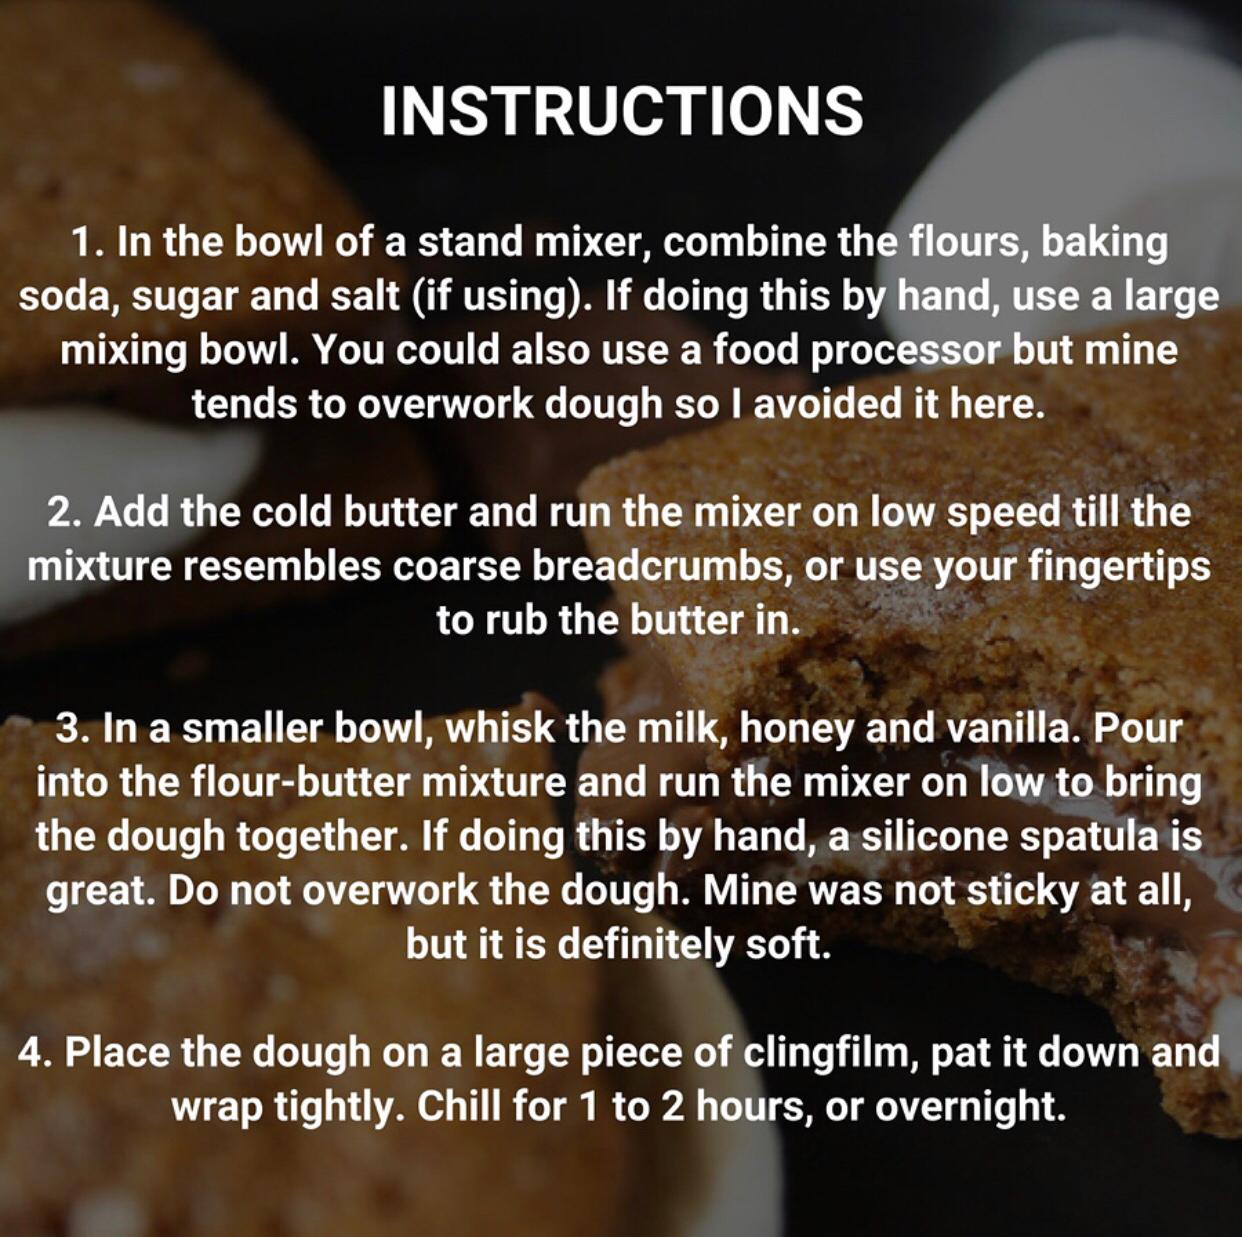 INSTRUCTIONS
1. In the bowl of a stand mixer, combine the flours, baking
soda, sugar and salt (if using). If doing this by hand, use a large
mixing bowl. You could also use a food processor but mine
tends to overwork dough so I avoided it here.
2. Add the cold butter and run the mixer on low speed till the
mixture resembles coarse breadcrumbs, or use your fingertips
to rub the butter in.
3. In a smaller bowl, whisk the milk, honey and vanilla. Pour
into the flour-butter mixture and run the mixer on low to bring
the dough together. If doing this by hand, a silicone spatula is
great. Do not overwork the dough. Mine was not sticky at all,
but it is definitely soft.
4. Place the dough on a large piece of clingfilm, pat it down and
wrap tightly. Chill for 1 to 2 hours, or overnight.